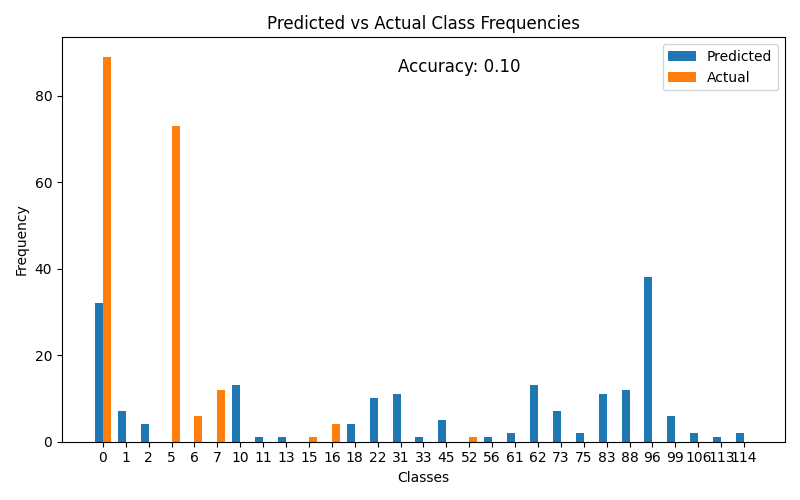 Predicted vs Actual Class Frequencies
Accuracy: 0.10
Predicted
Actual
Frequency
80
60
40
20
0
0 1 2 5 6 7 10 11 13 15 16 18 22 31 33 45 52 56 61 62 73 75 83 88 96 99 106 113 114
Classes